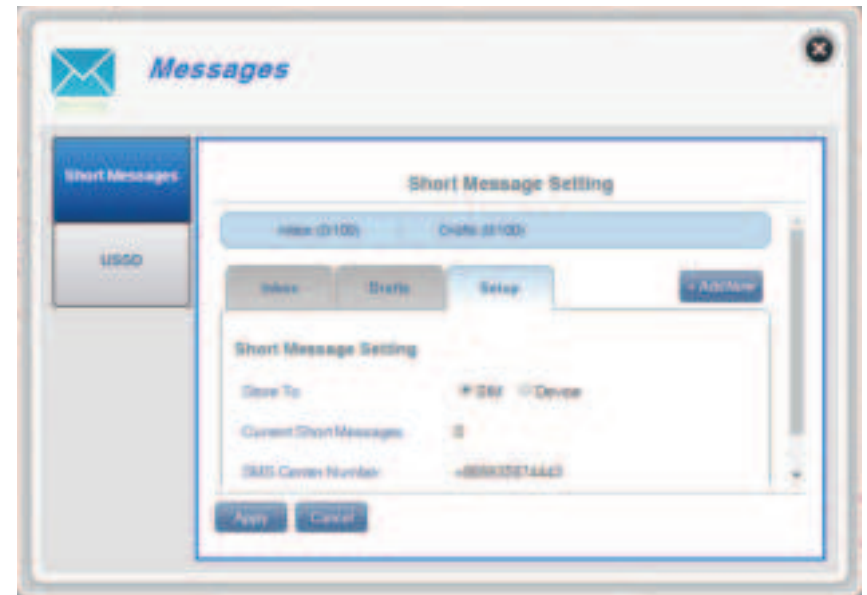 Messages
Short Messages
USSD
Short Message Setting
Inbox (0/100) Drafts (0/100)
Inbox Drafts Setup + Add New
Short Message Setting
Save To SIM Device
Current Short Messages 0
SMS Center Number
Apply Cancel